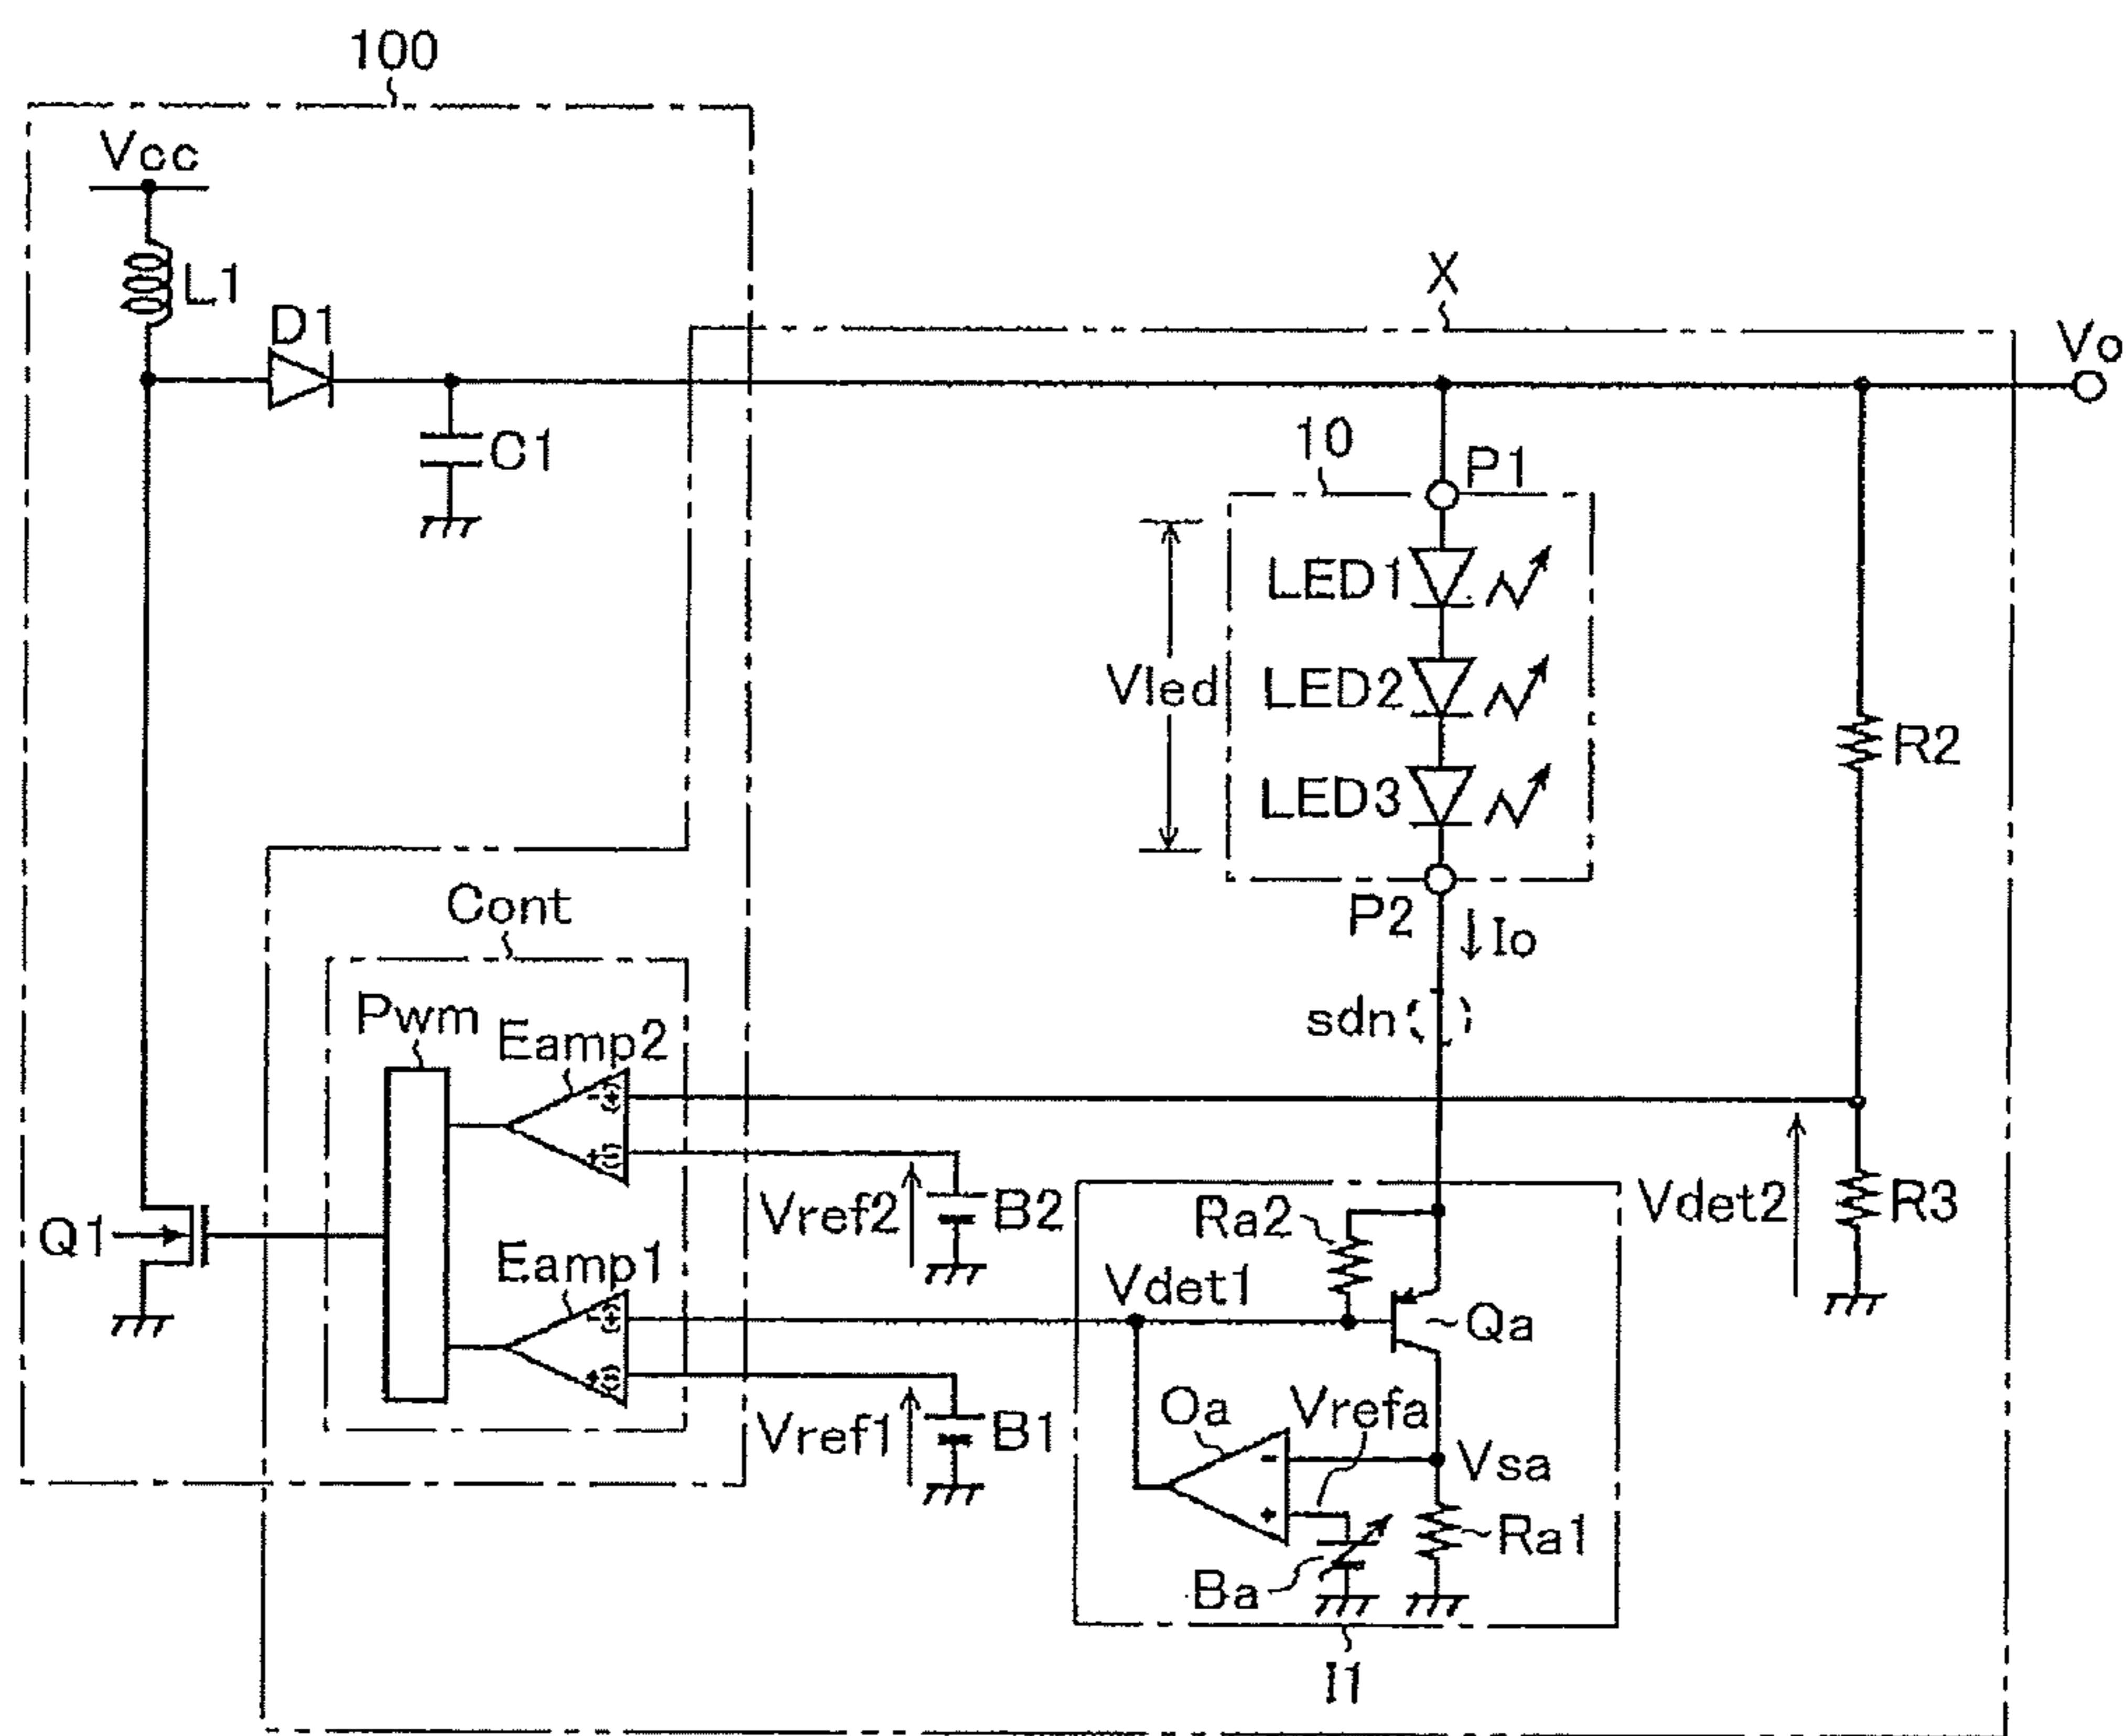 100
Vcc
L1
D1
C1
X
Vo
10
P1
LED1
Vled
LED2
LED3
R2
P2
Io
sdn
Cont
Pwm
Eamp2
- (+)
+ (-)
Vref2
B2
Ra2
Vdet2
R3
Q1
Eamp1
- (+)
+ (-)
Vdet1
Qa
Vref1
B1
Oa
Vrefa
-
+
Vsa
Ra1
Ba
I1